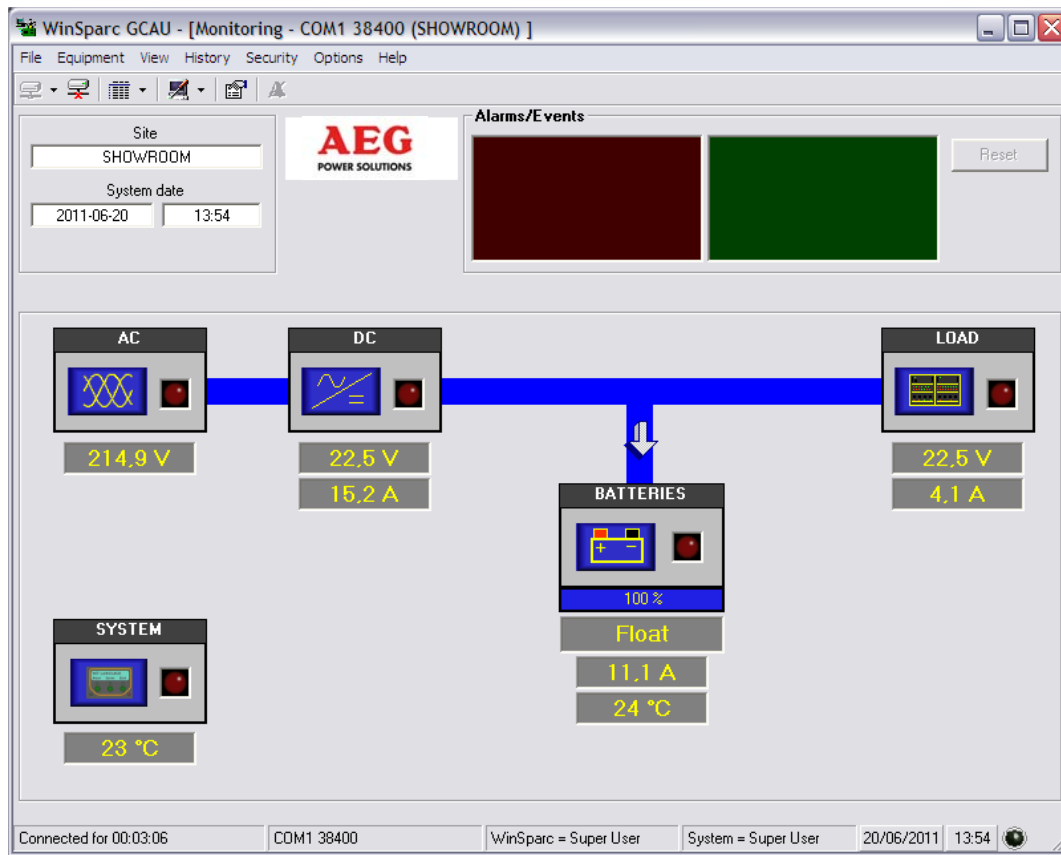 WinSparc GCAU - [Monitoring - COM1 38400 (SHOWROOM) ]
File Equipment View History Security Options Help
Site
SHOWROOM
System date
2011-06-20 13:54
AEG
POWER SOLUTIONS
Alarms/Events
Reset
AC
214,9 V
DC
22,5 V
15,2 A
LOAD
22,5 V
4,1 A
BATTERIES
100 %
Float
11,1 A
24 °C
SYSTEM
23 °C
Connected for 00:03:06 COM1 38400 WinSparc = Super User System = Super User 20/06/2011 13:54